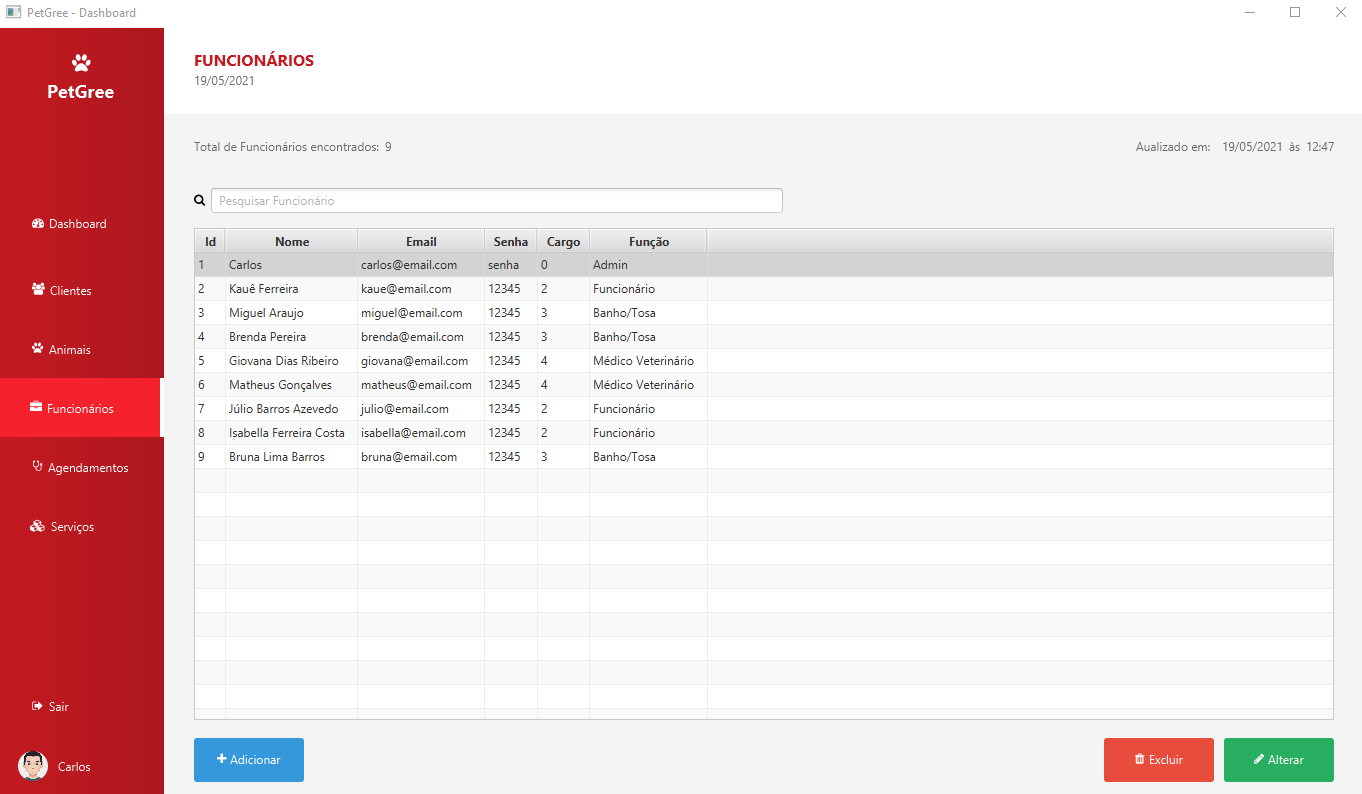 PetGree - Dashboard
PetGree
Dashboard
Clientes
Animais
Funcionários
Agendamentos
Serviços
Sair
Carlos
FUNCIONÁRIOS
19/05/2021
Total de Funcionários encontrados: 9
Aualizado em: 19/05/2021 às 12:47
Pesquisar Funcionário
Id Nome Email Senha Cargo Função
1 Carlos carlos@email.com senha 0 Admin
2 Kauê Ferreira kaue@email.com 12345 2 Funcionário
3 Miguel Araujo miguel@email.com 12345 3 Banho/Tosa
4 Brenda Pereira brenda@email.com 12345 3 Banho/Tosa
5 Giovana Dias Ribeiro giovana@email.com 12345 4 Médico Veterinário
6 Matheus Gonçalves matheus@email.com 12345 4 Médico Veterinário
7 Júlio Barros Azevedo julio@email.com 12345 2 Funcionário
8 Isabella Ferreira Costa isabella@email.com 12345 2 Funcionário
9 Bruna Lima Barros bruna@email.com 12345 3 Banho/Tosa
Adicionar
Excluir
Alterar